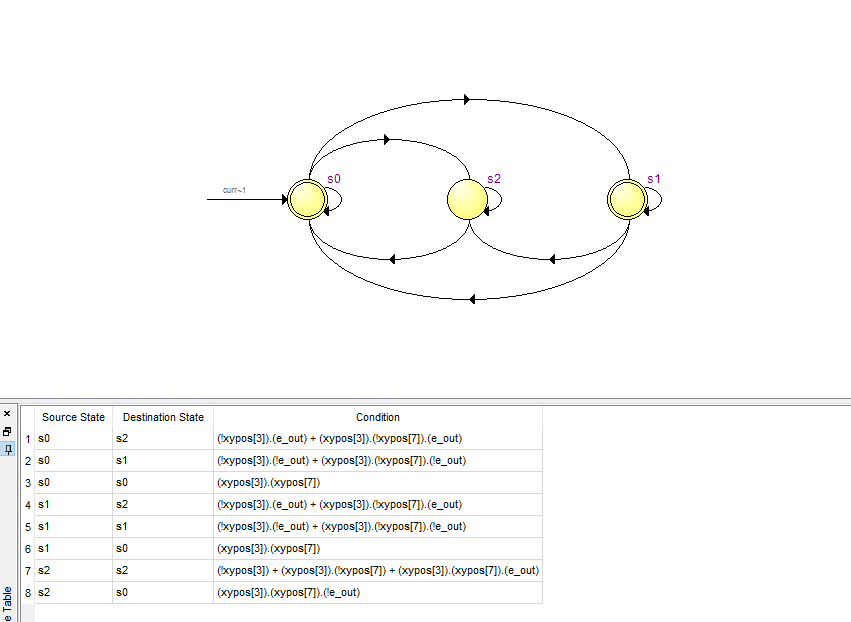 s0
s2
s1
curr~1
Source State Destination State Condition
1 s0 s2 (!xypos[3]).(e_out) + (xypos[3]).(!xypos[7]).(e_out)
2 s0 s1 (!xypos[3]).(!e_out) + (xypos[3]).(!xypos[7]).(!e_out)
3 s0 s0 (xypos[3]).(xypos[7])
4 s1 s2 (!xypos[3]).(e_out) + (xypos[3]).(!xypos[7]).(e_out)
5 s1 s1 (!xypos[3]).(!e_out) + (xypos[3]).(!xypos[7]).(!e_out)
6 s1 s0 (xypos[3]).(xypos[7])
7 s2 s2 (!xypos[3]) + (xypos[3]).(!xypos[7]) + (xypos[3]).(xypos[7]).(e_out)
8 s2 s0 (xypos[3]).(xypos[7]).(!e_out)
e Table